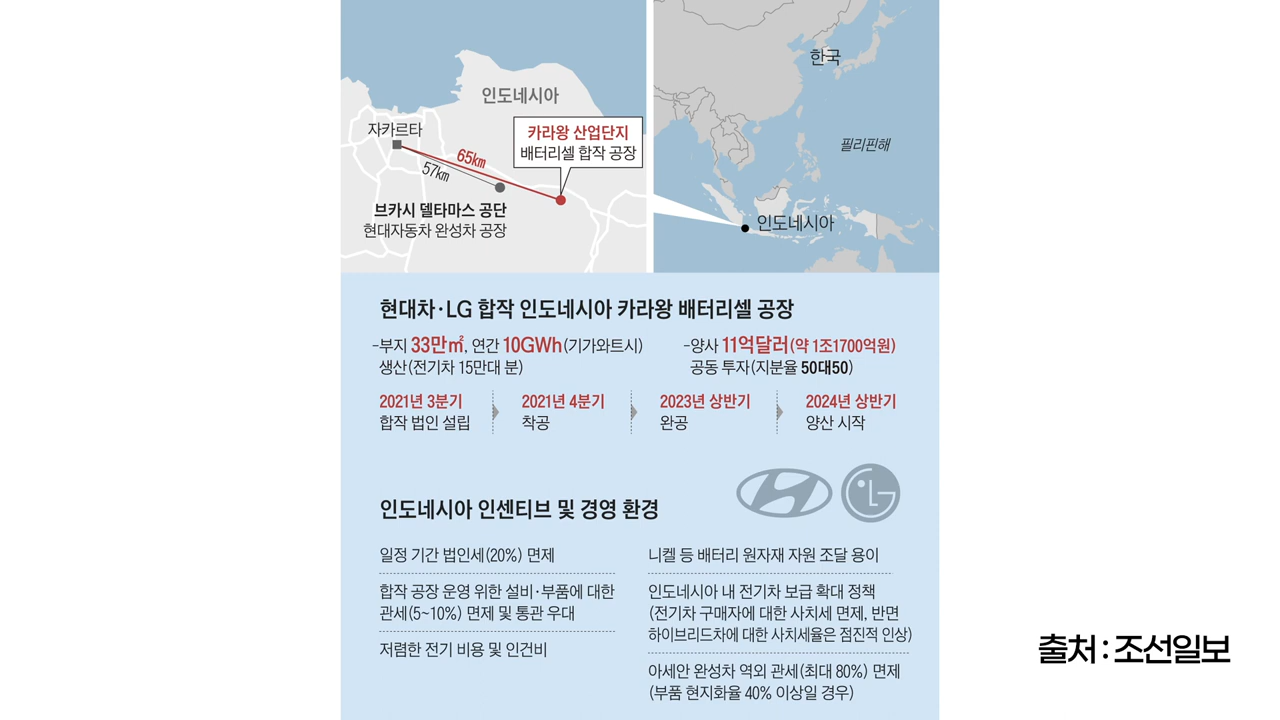 인도네시아
자카르타
카라왕 산업단지
배터리셀 합작 공장
65km
57km
브카시 델타마스 공단
현대자동차 완성차 공장
한국
필리핀해
인도네시아
현대차·LG 합작 인도네시아 카라왕 배터리셀 공장
-부지 33만㎡, 연간 10GWh(기가와트시)
생산(전기차 15만대 분)
-양사 11억달러(약 1조1700억원)
공동 투자(지분율 50대50)
2021년 3분기
합작 법인 설립
2021년 4분기
착공
2023년 상반기
완공
2024년 상반기
양산 시작
LG
인도네시아 인센티브 및 경영 환경
일정 기간 법인세(20%) 면제
합작 공장 운영 위한 설비·부품에 대한
관세(5~10%) 면제 및 통관 우대
저렴한 전기 비용 및 인건비
니켈 등 배터리 원자재 자원 조달 용이
인도네시아 내 전기차 보급 확대 정책
(전기차 구매자에 대한 사치세 면제, 반면
하이브리드차에 대한 사치세율은 점진적 인상)
아세안 완성차 역외 관세(최대 80%) 면제
(부품 현지화율 40% 이상일 경우)
출처 : 조선일보